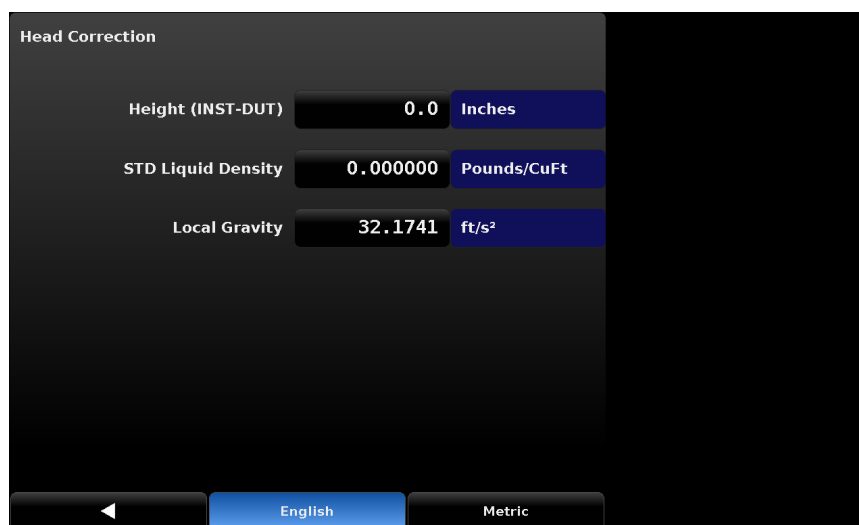 Head Correction
Height (INST-DUT) 0.0 Inches
STD Liquid Density 0.000000 Pounds/CuFt
Local Gravity 32.1741 ft/s²
English Metric